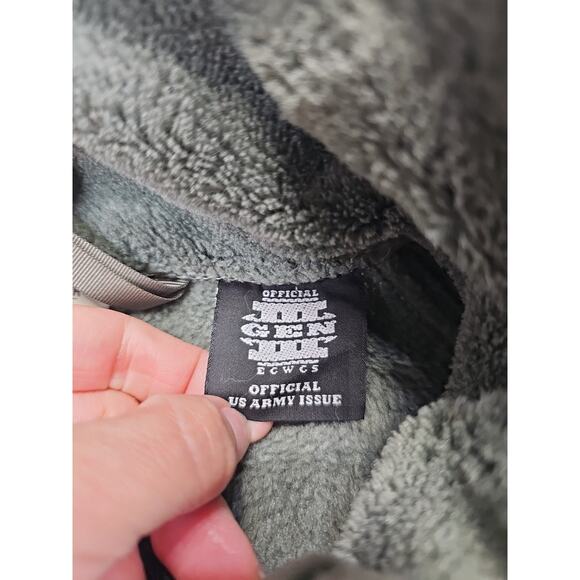 OFFICIAL
III
GEN
III
ECWCS
OFFICIAL
US ARMY ISSUE